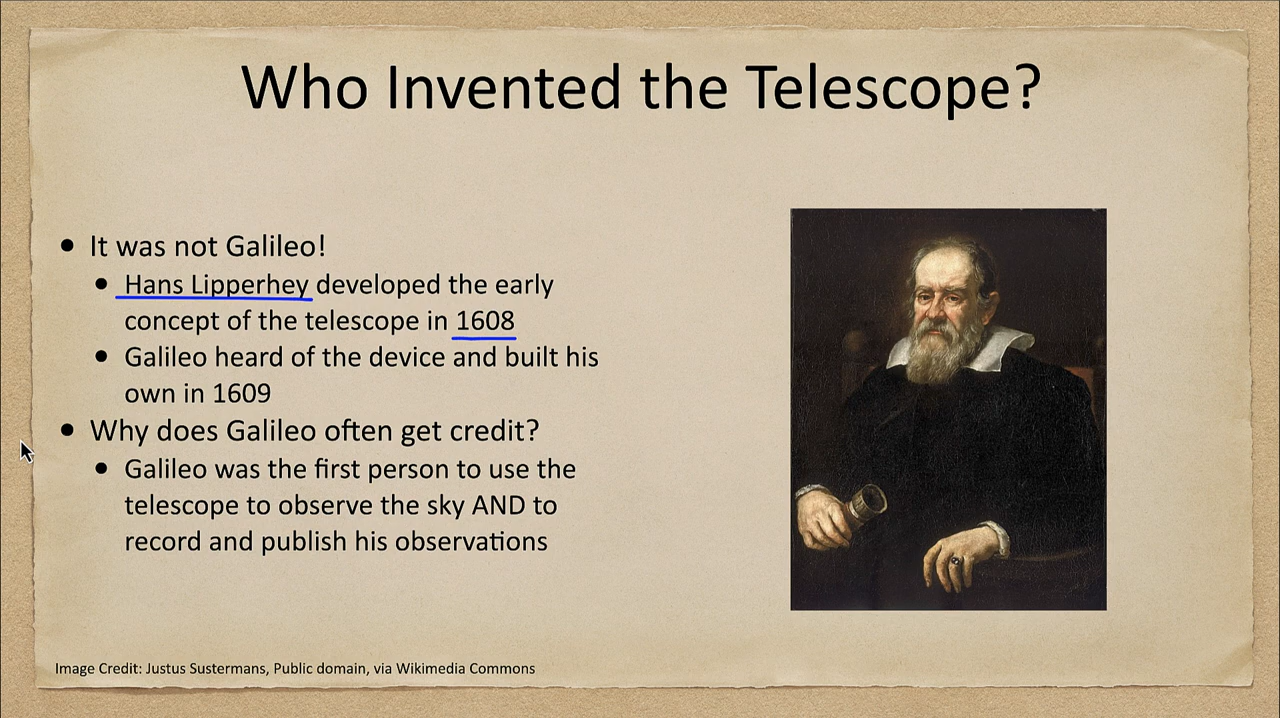 Who Invented the Telescope?
• It was not Galileo!
• Hans Lipperhey developed the early
concept of the telescope in 1608
• Galileo heard of the device and built his
own in 1609
• Why does Galileo often get credit?
• Galileo was the first person to use the
telescope to observe the sky AND to
record and publish his observations
Image Credit: Justus Sustermans, Public domain, via Wikimedia Commons